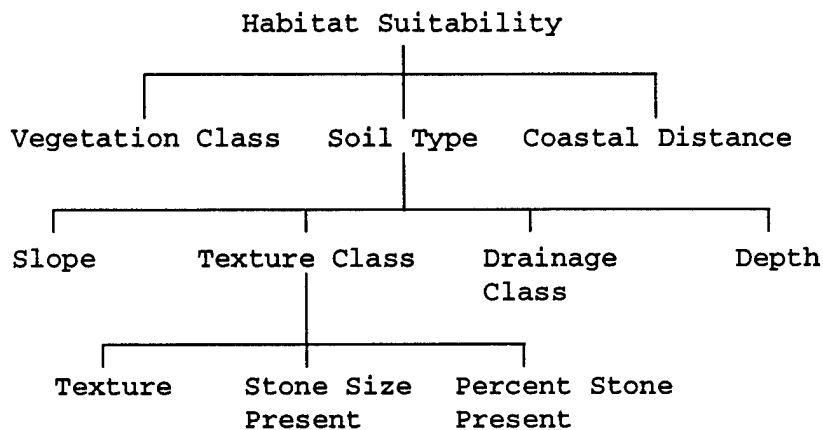 Habitat Suitability
Vegetation Class Soil Type Coastal Distance
Slope Texture Class Drainage Class Depth
Texture Stone Size Present Percent Stone Present